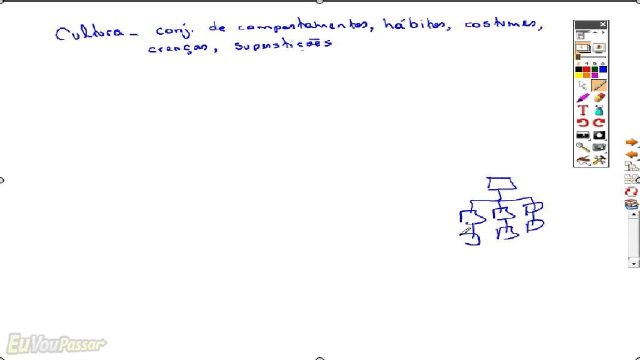 Cultura - conj. de comportamentos, hábitos, costumes,
crenças, superstições
EuVouPassar